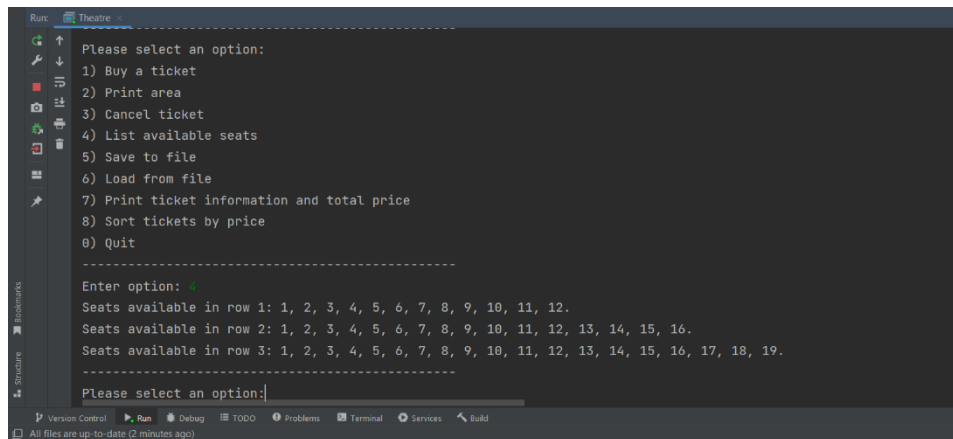 Run: Theatre ×
------------------------------------------------
Please select an option:
1) Buy a ticket
2) Print area
3) Cancel ticket
4) List available seats
5) Save to file
6) Load from file
7) Print ticket information and total price
8) Sort tickets by price
0) Quit
------------------------------------------------
Enter option: 4
Seats available in row 1: 1, 2, 3, 4, 5, 6, 7, 8, 9, 10, 11, 12.
Seats available in row 2: 1, 2, 3, 4, 5, 6, 7, 8, 9, 10, 11, 12, 13, 14, 15, 16.
Seats available in row 3: 1, 2, 3, 4, 5, 6, 7, 8, 9, 10, 11, 12, 13, 14, 15, 16, 17, 18, 19.
------------------------------------------------
Please select an option:
Bookmarks
Structure
Version Control Run Debug TODO Problems Terminal Services Build
All files are up-to-date (2 minutes ago)